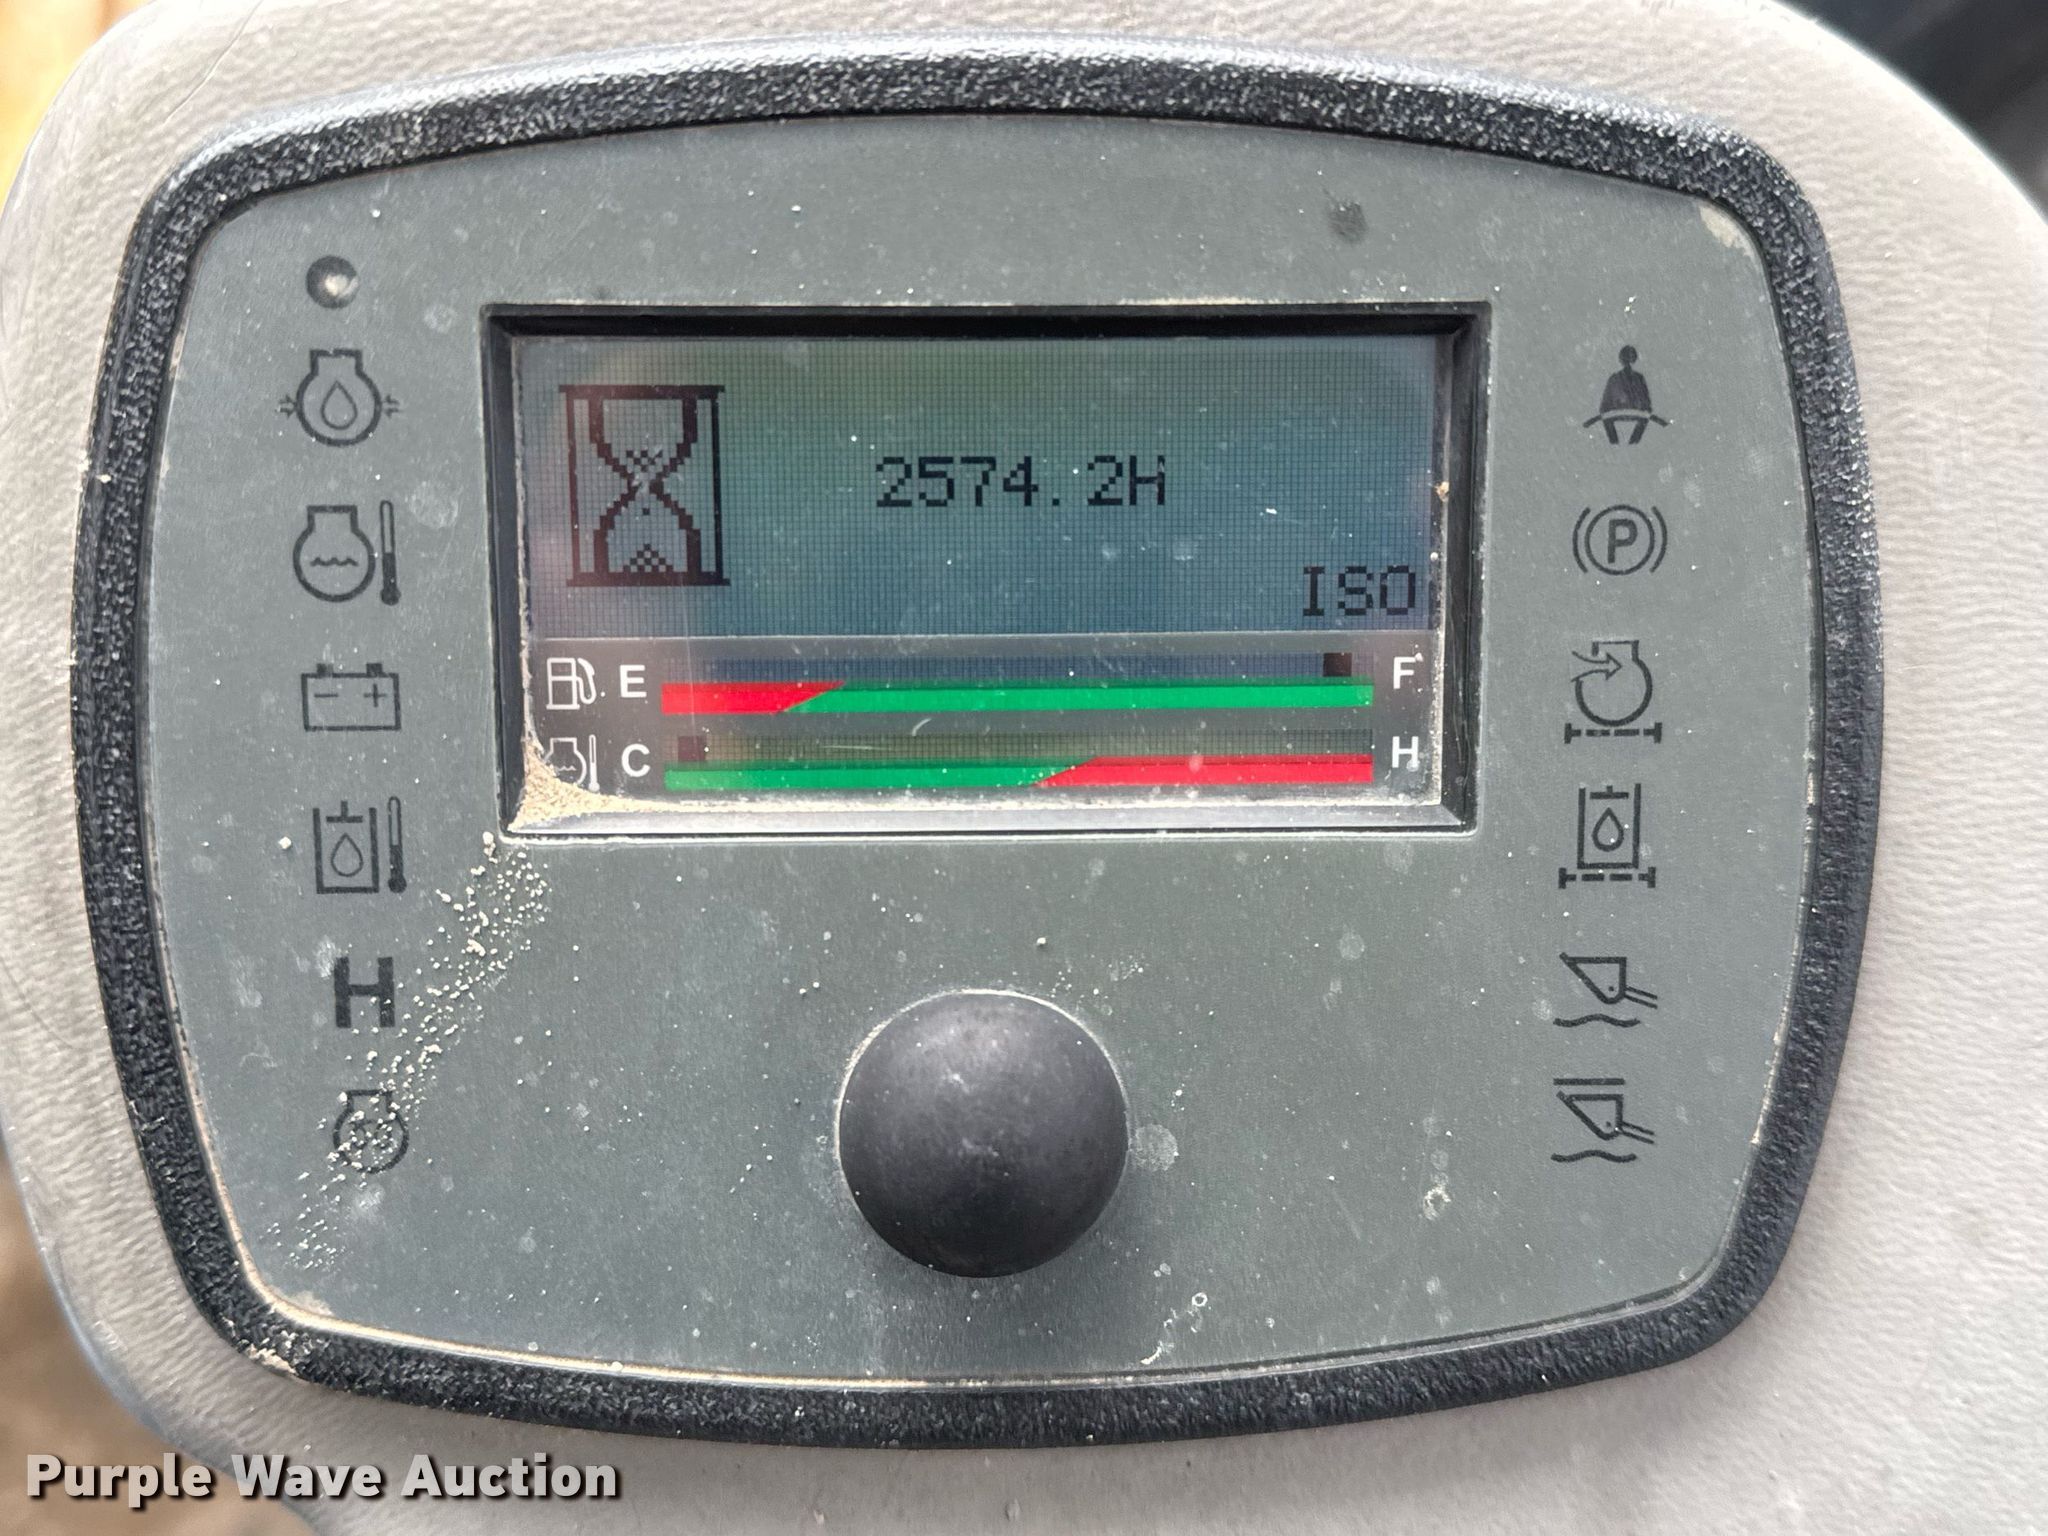 2574.2H
ISO
E F
C H
P
H
Purple Wave Auction